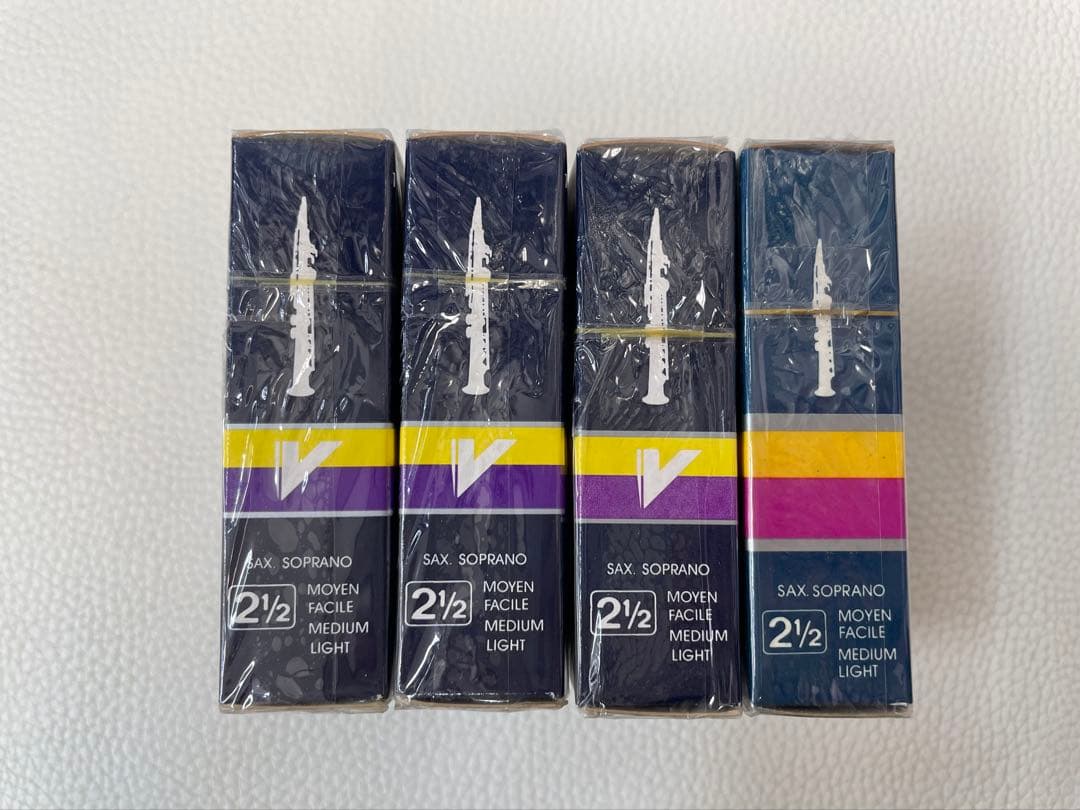 V
SAX. SOPRANO
2½
MOYEN
FACILE
MEDIUM
LIGHT
V
SAX. SOPRANO
2½
MOYEN
FACILE
MEDIUM
LIGHT
V
SAX. SOPRANO
2½
MOYEN
FACILE
MEDIUM
LIGHT
SAX. SOPRANO
2½
MOYEN
FACILE
MEDIUM
LIGHT